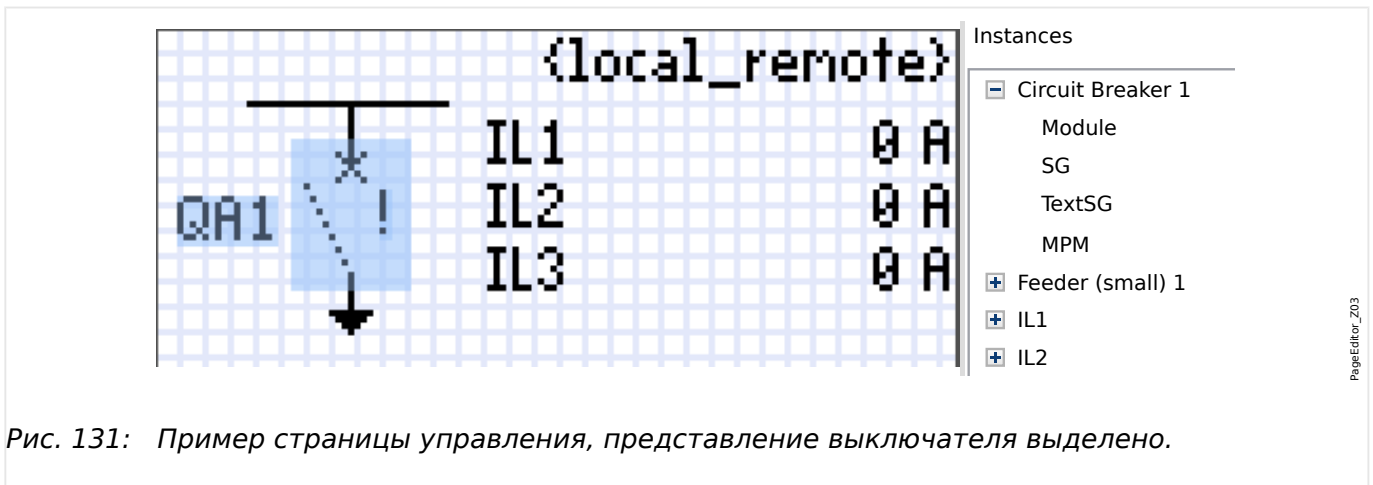 {local_remote}
QA1
!
IL1 0 A
IL2 0 A
IL3 0 A
Instances
Circuit Breaker 1
Module
SG
TextSG
MPM
Feeder (small) 1
IL1
IL2
PageEditor_Z03
Рис. 131: Пример страницы управления, представление выключателя выделено.